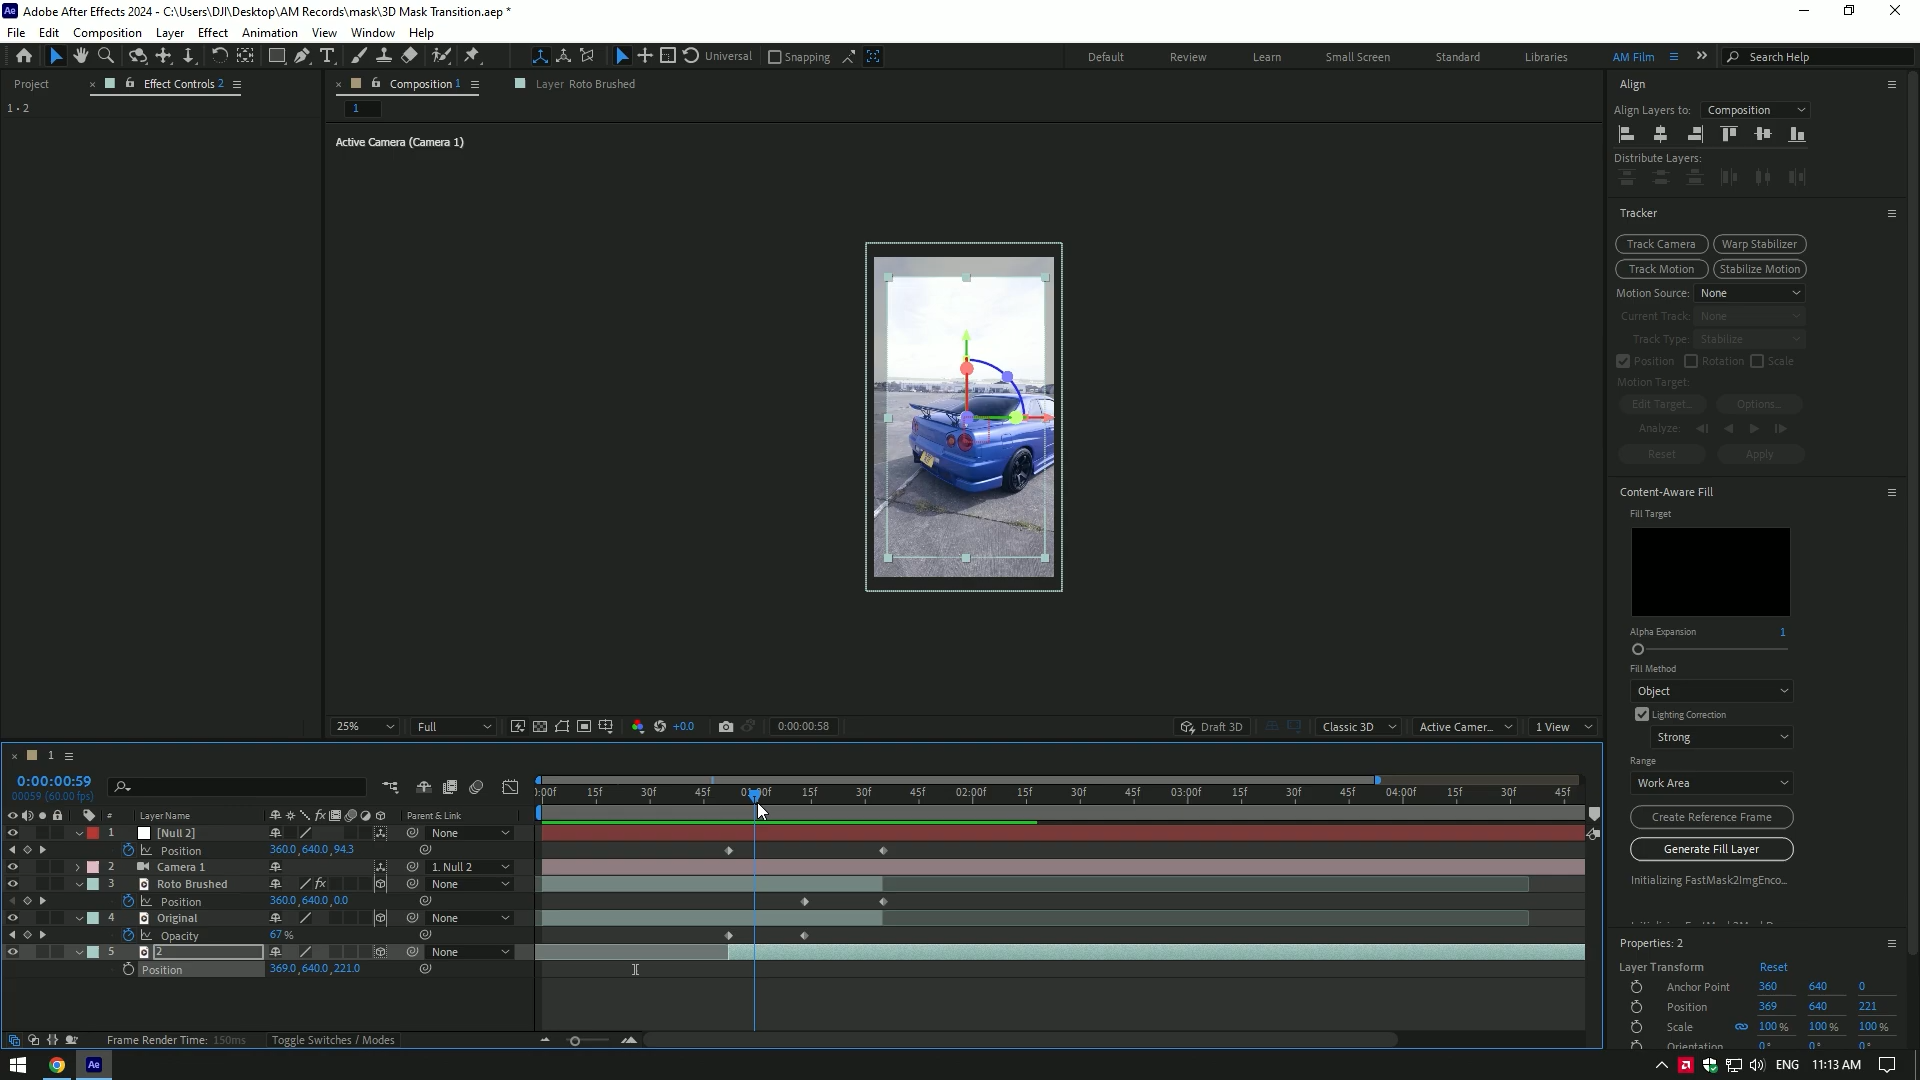 Adobe After Effects 2024 - C:\Users\DJI\Desktop\AM Records\mask\3D Mask Transition.aep *
File Edit Composition Layer Effect Animation View Window Help
Universal Snapping Default Review Learn Small Screen Standard Libraries AM Film Search Help
Project Effect Controls 2 Composition 1 Layer Roto Brushed Align
1 • 2
1
Active Camera (Camera 1)
Align Layers to: Composition
Distribute Layers:
Tracker
Track Camera Warp Stabilizer
Track Motion Stabilize Motion
Motion Source: None
Current Track: None
Track Type: Stabilize
Position Rotation Scale
Motion Target:
Edit Target... Options...
Analyze:
Reset Apply
Content-Aware Fill
Fill Target
Alpha Expansion 1
Fill Method
Object
Lighting Correction
Strong
Range
Work Area
Create Reference Frame
Generate Fill Layer
Initializing FastMask2ImgEnco...
Properties: 2
Layer Transform Reset
Anchor Point 360 640 0
Position 369 640 221
Scale 100 % 100 % 100 %
Orientation 0° 0° 0°
25% Full +0.0 0:00:00:58 Draft 3D Classic 3D Active Camer... 1 View
1
0:00:00:59
00059 (60.00 fps)
:00f 15f 30f 45f 01:00f 15f 30f 45f 02:00f 15f 30f 45f 03:00f 15f 30f 45f 04:00f 15f 30f 45f
# Layer Name fx Parent & Link
1 [Null 2] None
Position 360.0,640.0,94.3
2 Camera 1 1. Null 2
3 Roto Brushed fx None
Position 360.0,640.0,0.0
4 Original None
Opacity 67 %
5 2 None
Position 369.0,640.0,221.0
Frame Render Time: 150ms Toggle Switches / Modes
Ae ENG 11:13 AM